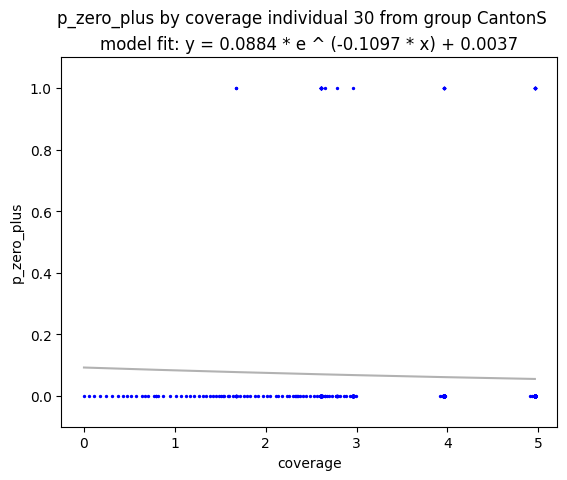 p_zero_plus by coverage individual 30 from group CantonS
model fit: y = 0.0884 * e ^ (-0.1097 * x) + 0.0037
1.0
0.8
0.6
p_zero_plus
0.4
0.2
0.0
0 1 2 3 4 5
coverage